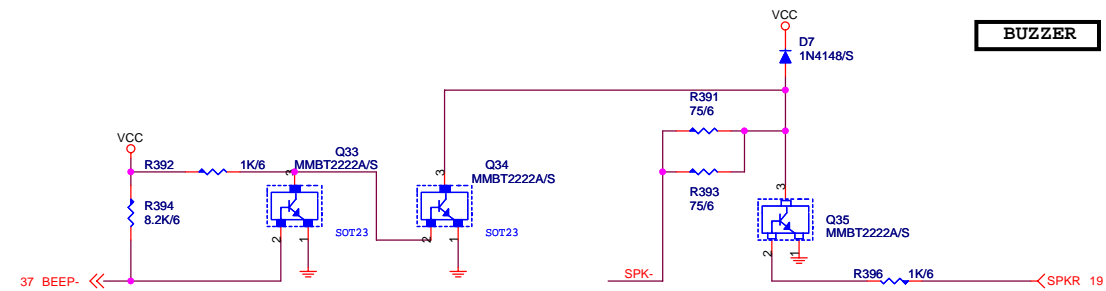 VCC
BUZZER
D7
1N4148/S
R391
75/6
VCC
R392
1K/6
Q33
MMBT2222A/S
3
Q34
MMBT2222A/S
3
R393
75/6
3
R394
8.2K/6
SOT23
SOT23
2
1
2
1
Q35
MMBT2222A/S
2
1
37 BEEP-
SPK-
R396
1K/6
SPKR 19